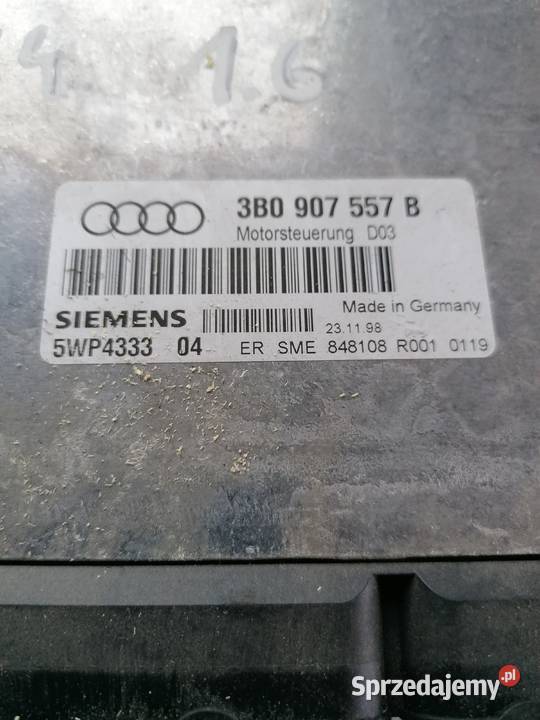 4 1.6
3B0 907 557 B
Motorsteuerung D03
Made in Germany
SIEMENS
23.11.98
5WP4333 04 ER SME 848108 R001 0119
Sprzedajemy.pl